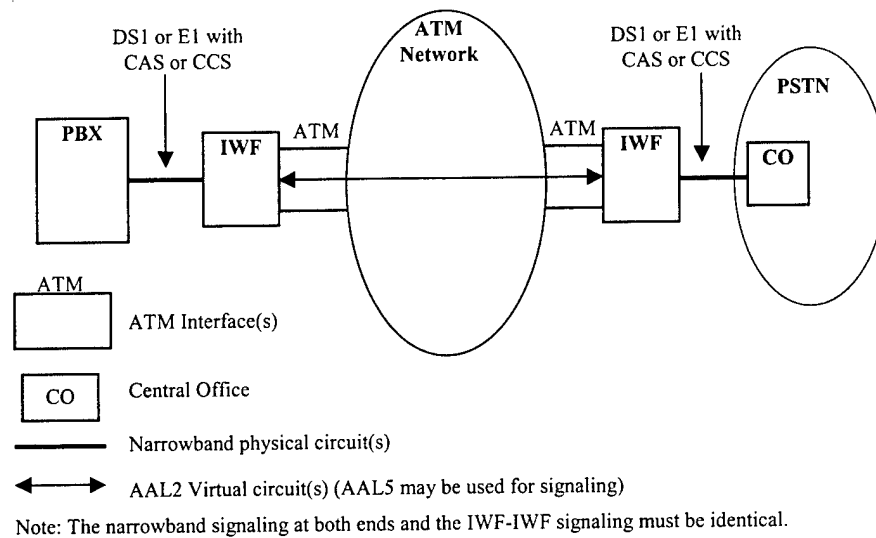 DS1 or E1 with
CAS or CCS
ATM
Network
DS1 or E1 with
CAS or CCS
PSTN
PBX
IWF
ATM
ATM
IWF
CO
ATM
ATM Interface(s)
CO
Central Office
Narrowband physical circuit(s)
AAL2 Virtual circuit(s) (AAL5 may be used for signaling)
Note: The narrowband signaling at both ends and the IWF-IWF signaling must be identical.